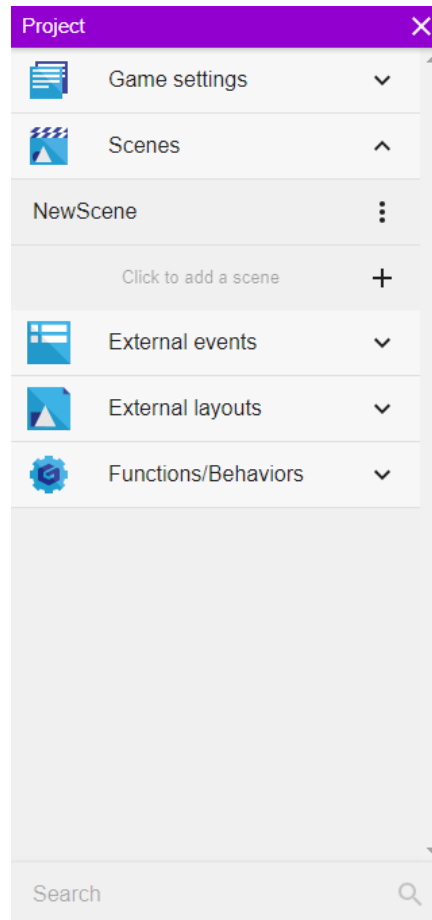 Project
Game settings
Scenes
NewScene
Click to add a scene
External events
External layouts
Functions/Behaviors
Search